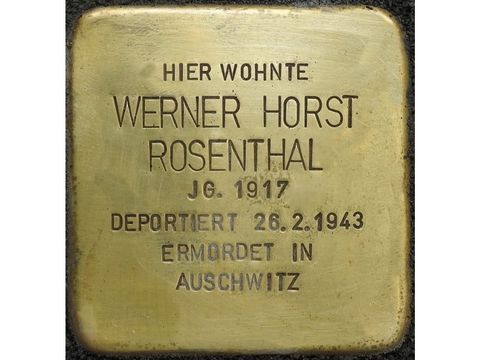 HIER WOHNTE
WERNER HORST
ROSENTHAL
JG. 1917
DEPORTIERT 26.2.1943
ERMORDET IN
AUSCHWITZ